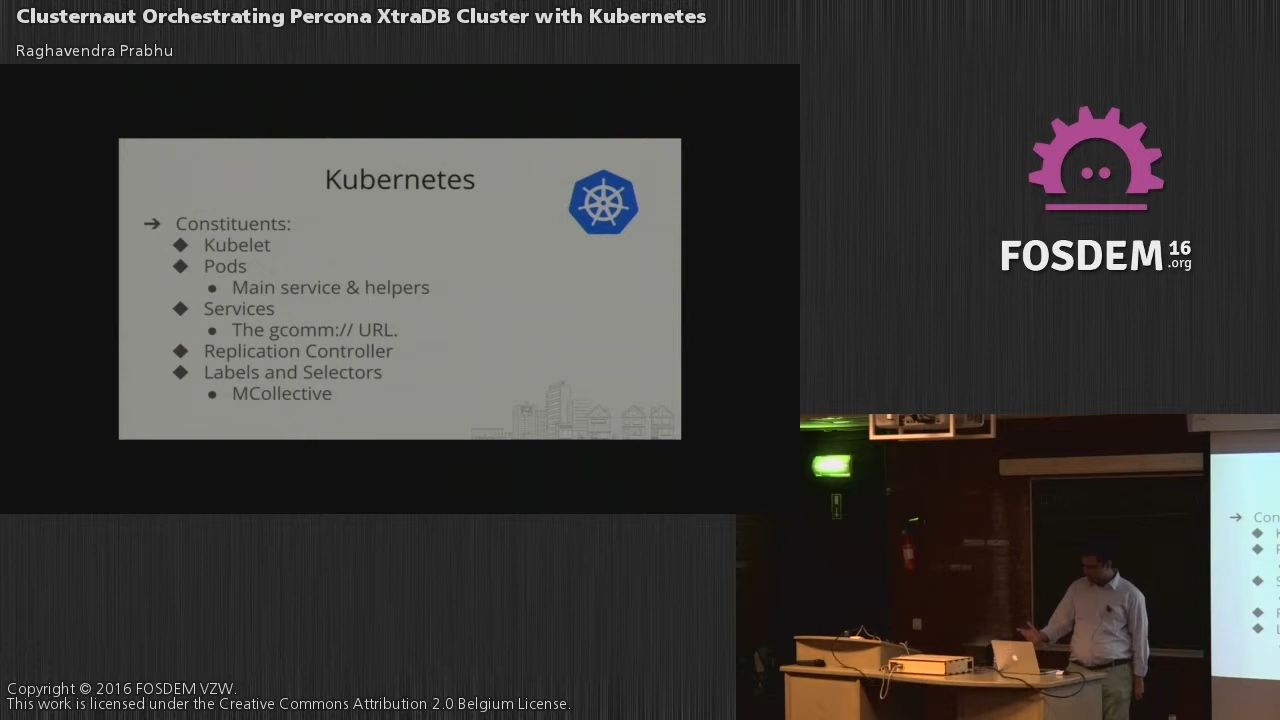 Clusternaut Orchestrating Percona XtraDB Cluster with Kubernetes
Raghavendra Prabhu
Kubernetes
➔ Constituents:
◆ Kubelet
◆ Pods
● Main service & helpers
◆ Services
● The gcomm:// URL.
◆ Replication Controller
◆ Labels and Selectors
● MCollective
FOSDEM 16
.org
➔ Con
Copyright © 2016 FOSDEM VZW.
This work is licensed under the Creative Commons Attribution 2.0 Belgium License.